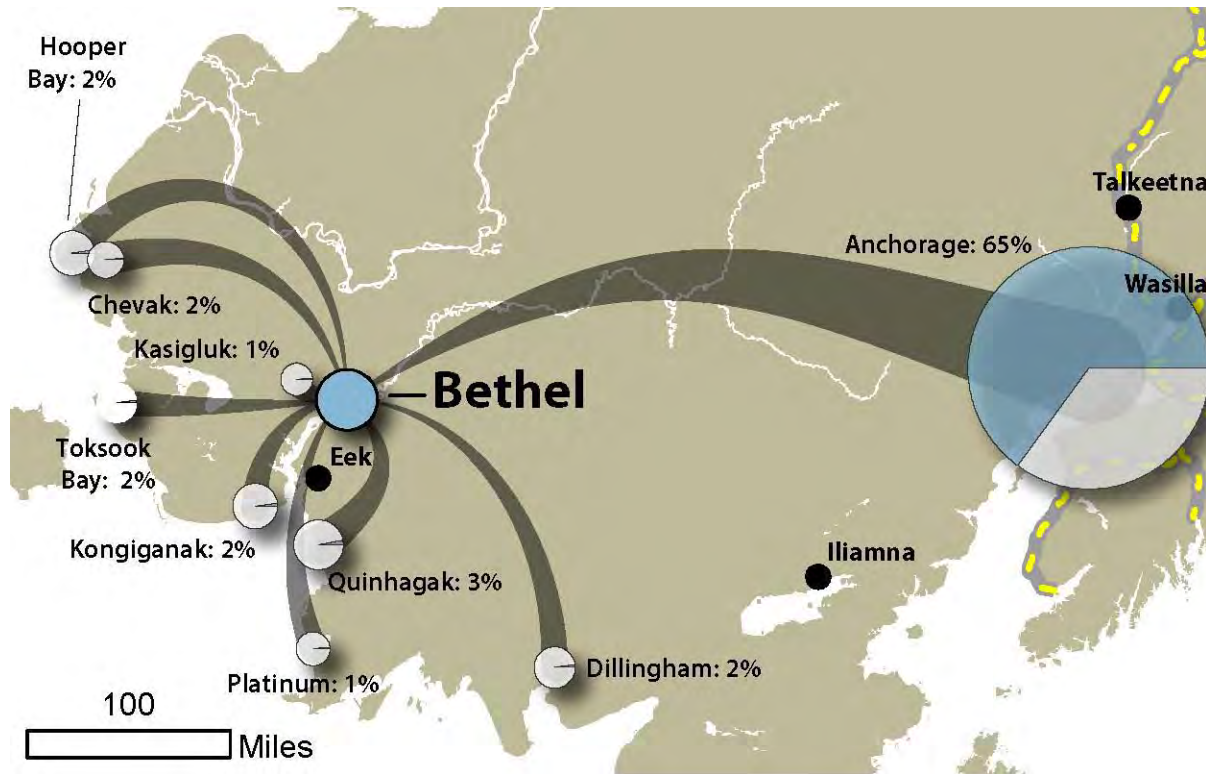 Hooper
Bay: 2%
Talkeetna
Anchorage: 65%
Wasilla
Chevak: 2%
Kasigluk: 1%
Bethel
Toksook
Bay: 2%
Eek
Kongiganak: 2%
Iliamna
Quinhagak: 3%
Dillingham: 2%
Platinum: 1%
100
Miles